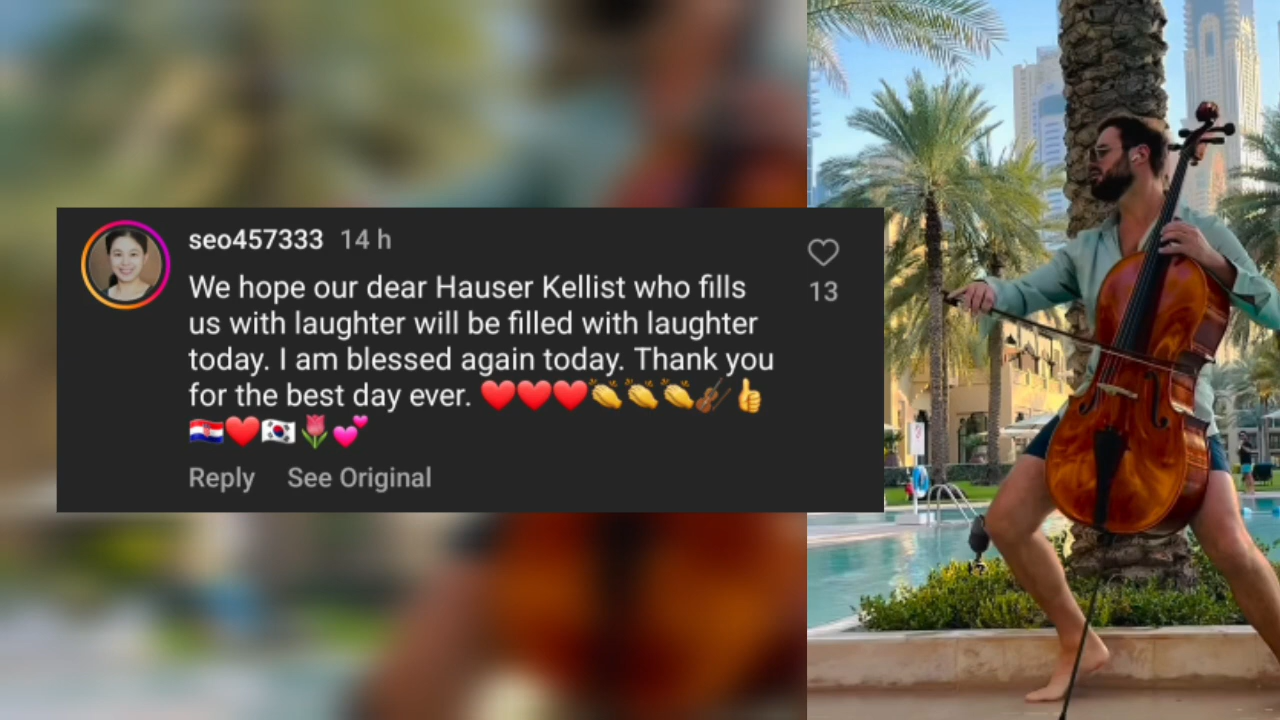 seo457333 14 h
We hope our dear Hauser Kellist who fills
us with laughter will be filled with laughter
today. I am blessed again today. Thank you
for the best day ever. ❤️❤️❤️👏👏👏🎻👍
🇭🇷❤️🇰🇷🌷💕
13
Reply See Original